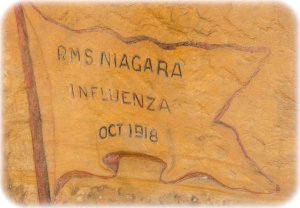 RMS NIAGARA
INFLUENZA
OCT 1918